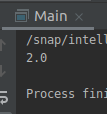 Main
/snap/intell
2.0
Process fini